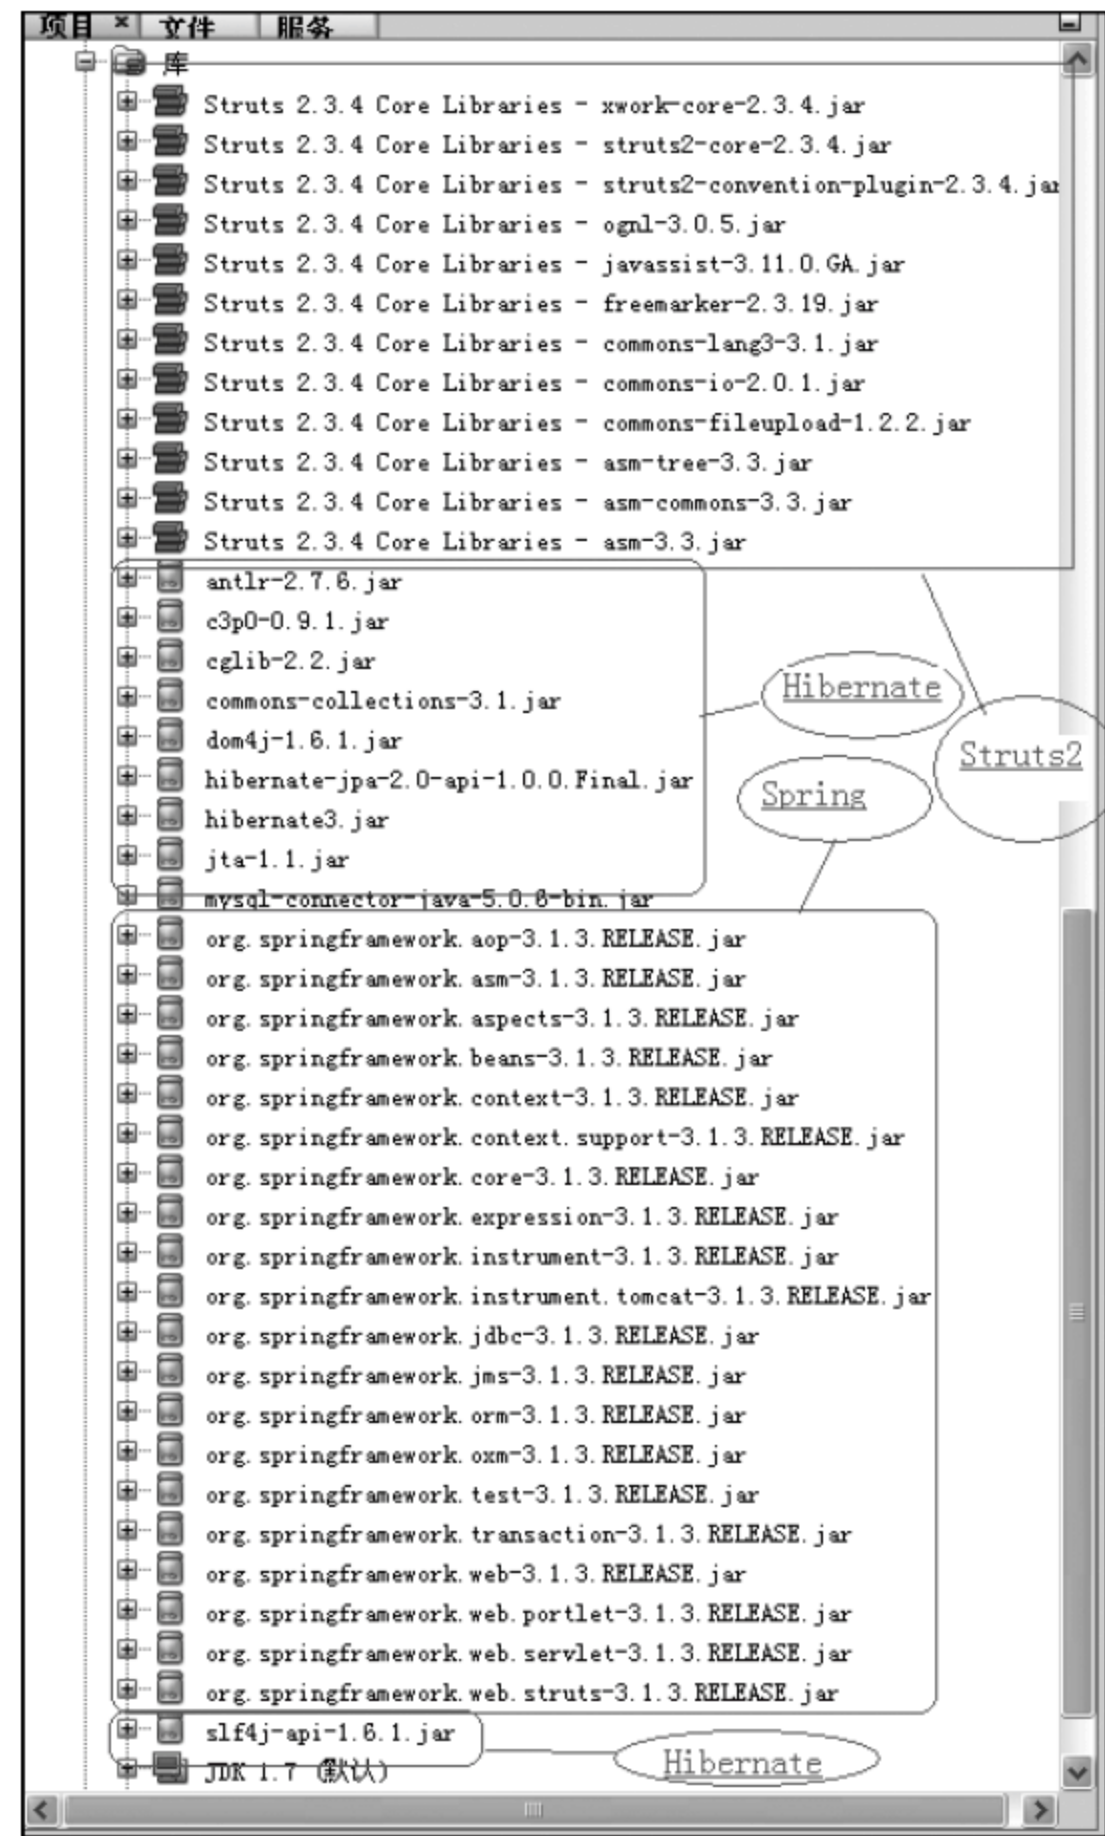 项目 × 文件 服务
库
Struts 2.3.4 Core Libraries - xwork-core-2.3.4.jar
Struts 2.3.4 Core Libraries - struts2-core-2.3.4.jar
Struts 2.3.4 Core Libraries - struts2-convention-plugin-2.3.4.jar
Struts 2.3.4 Core Libraries - ognl-3.0.5.jar
Struts 2.3.4 Core Libraries - javassist-3.11.0.GA.jar
Struts 2.3.4 Core Libraries - freemarker-2.3.19.jar
Struts 2.3.4 Core Libraries - commons-lang3-3.1.jar
Struts 2.3.4 Core Libraries - commons-io-2.0.1.jar
Struts 2.3.4 Core Libraries - commons-fileupload-1.2.2.jar
Struts 2.3.4 Core Libraries - asm-tree-3.3.jar
Struts 2.3.4 Core Libraries - asm-commons-3.3.jar
Struts 2.3.4 Core Libraries - asm-3.3.jar
antlr-2.7.6.jar
c3p0-0.9.1.jar
cglib-2.2.jar
Hibernate
commons-collections-3.1.jar
dom4j-1.6.1.jar
Struts2
hibernate-jpa-2.0-api-1.0.0.Final.jar
Spring
hibernate3.jar
jta-1.1.jar
mysql-connector-java-5.0.6-bin.jar
org.springframework.aop-3.1.3.RELEASE.jar
org.springframework.asm-3.1.3.RELEASE.jar
org.springframework.aspects-3.1.3.RELEASE.jar
org.springframework.beans-3.1.3.RELEASE.jar
org.springframework.context-3.1.3.RELEASE.jar
org.springframework.context.support-3.1.3.RELEASE.jar
org.springframework.core-3.1.3.RELEASE.jar
org.springframework.expression-3.1.3.RELEASE.jar
org.springframework.instrument-3.1.3.RELEASE.jar
org.springframework.instrument.tomcat-3.1.3.RELEASE.jar
org.springframework.jdbc-3.1.3.RELEASE.jar
org.springframework.jms-3.1.3.RELEASE.jar
org.springframework.orm-3.1.3.RELEASE.jar
org.springframework.oxm-3.1.3.RELEASE.jar
org.springframework.test-3.1.3.RELEASE.jar
org.springframework.transaction-3.1.3.RELEASE.jar
org.springframework.web-3.1.3.RELEASE.jar
org.springframework.web.portlet-3.1.3.RELEASE.jar
org.springframework.web.servlet-3.1.3.RELEASE.jar
org.springframework.web.struts-3.1.3.RELEASE.jar
slf4j-api-1.6.1.jar
Hibernate
JDK 1.7 (默认)